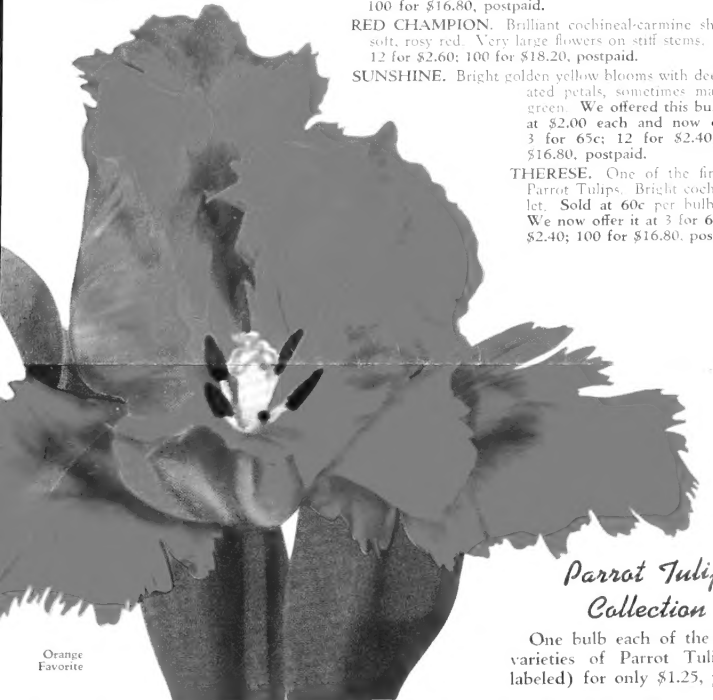 100 for $16.80, postpaid.
RED CHAMPION. Brilliant cochineal-carmine sh
soft, rosy red. Very large flowers on stiff stems.
12 for $2.60; 100 for $18.20, postpaid.
SUNSHINE. Bright golden yellow blooms with dee
ated petals, sometimes ma
green. We offered this bu
at $2.00 each and now
3 for 65c; 12 for $2.40
$16.80, postpaid.
THERESE. One of the fir
Parrot Tulips. Bright coch
let. Sold at 60c per bulb
We now offer it at 3 for 6
$2.40; 100 for $16.80, pos
Parrot Tulip
Collection
One bulb each of the
varieties of Parrot Tuli
labeled) for only $1.25,
Orange
Favorite